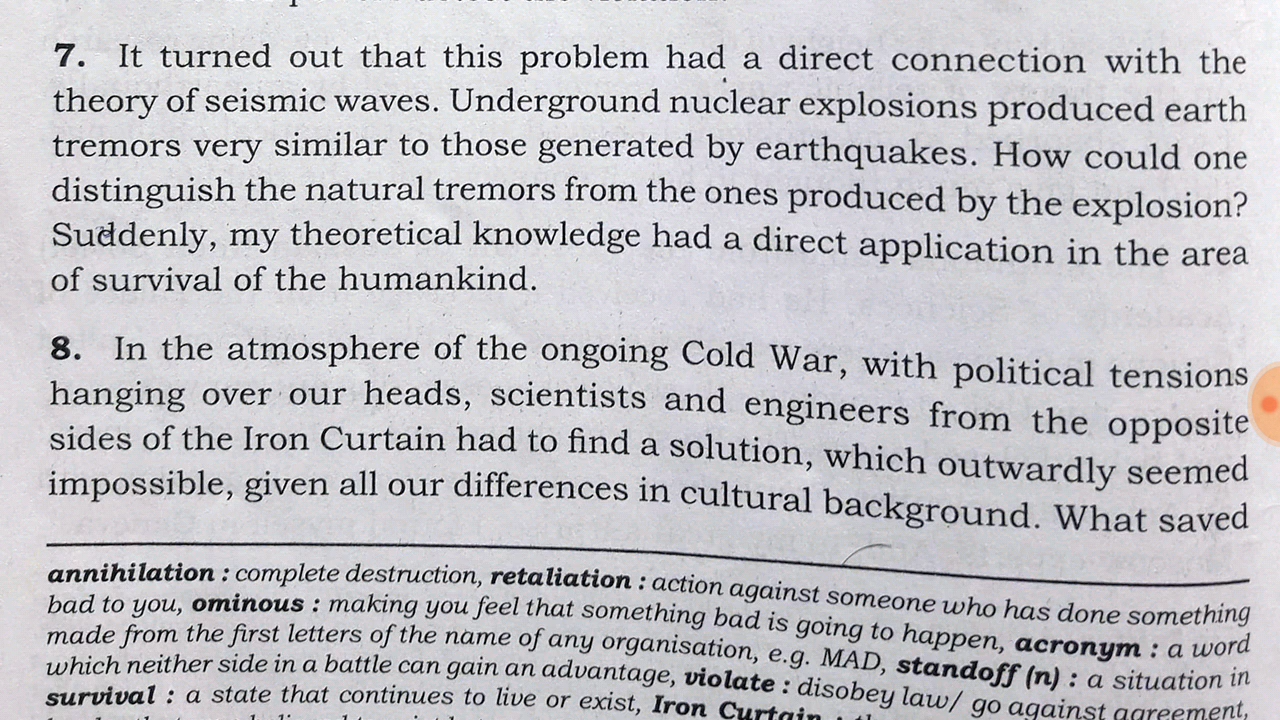 7. It turned out that this problem had a direct connection with the
theory of seismic waves. Underground nuclear explosions produced earth
tremors very similar to those generated by earthquakes. How could one
distinguish the natural tremors from the ones produced by the explosion?
Suddenly, my theoretical knowledge had a direct application in the area
of survival of the humankind.
8. In the atmosphere of the ongoing Cold War, with political tensions
hanging over our heads, scientists and engineers from the opposite
sides of the Iron Curtain had to find a solution, which outwardly seemed
impossible, given all our differences in cultural background. What saved
annihilation : complete destruction, retaliation : action against someone who has done something
bad to you, ominous : making you feel that something bad is going to happen, acronym : a word
made from the first letters of the name of any organisation, e.g. MAD, standoff (n) : a situation in
which neither side in a battle can gain an advantage, violate : disobey law/ go against agreement,
survival : a state that continues to live or exist, Iron Curtain :